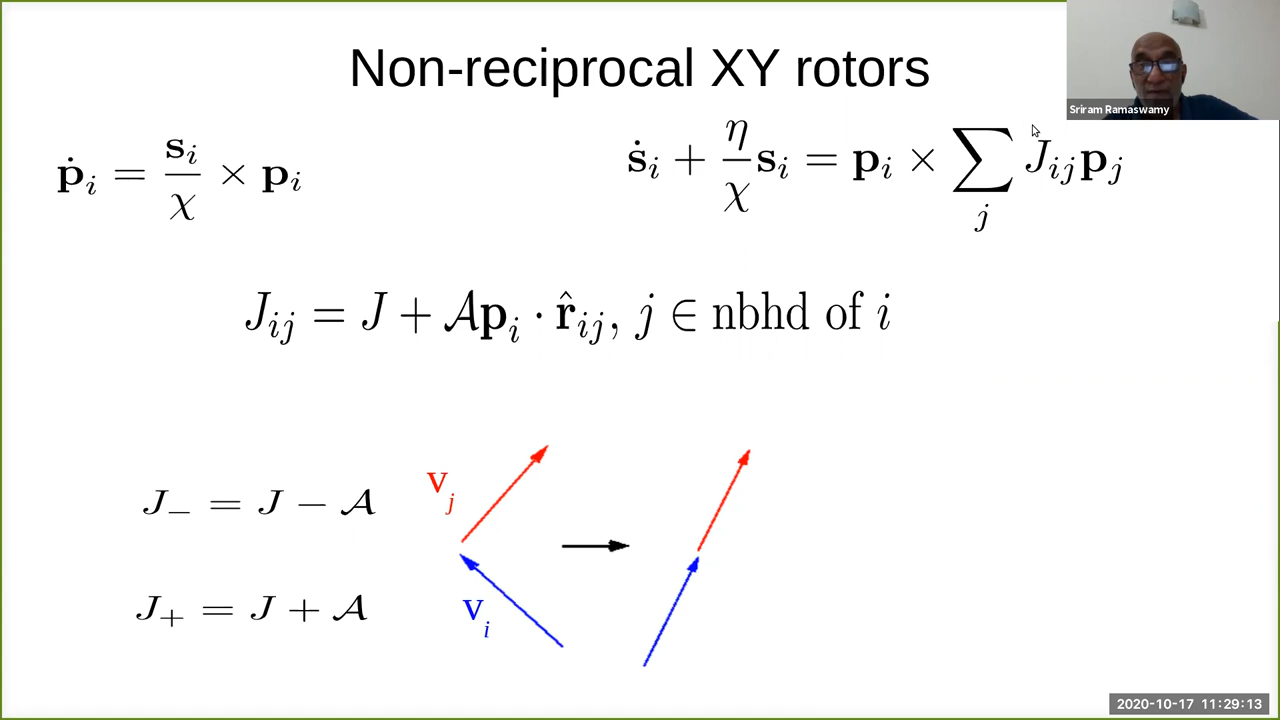 Non-reciprocal XY rotors
Sriram Ramaswamy
ṗ_i = s_i/χ × p_i
ṡ_i + η/χ s_i = p_i × ∑_j J_ij p_j
J_ij = J + 𝒜p_i · r̂_ij, j ∈ nbhd of i
J_− = J − 𝒜
v_j
J_+ = J + 𝒜
v_i
2020-10-17 11:29:13